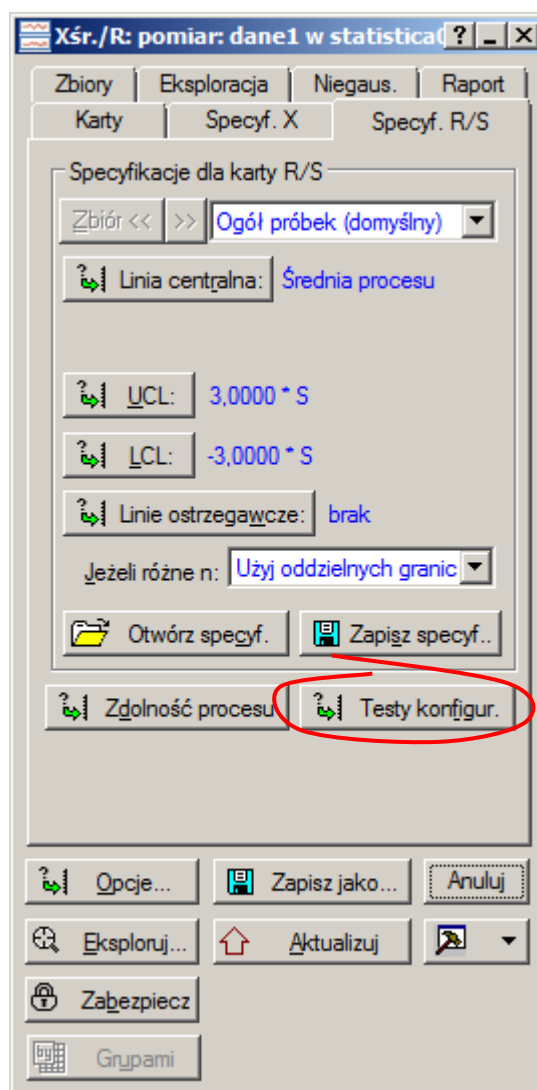 Xśr./R: pomiar: dane1 w statistica
Zbiory Eksploracja Niegaus. Raport
Karty Specyf. X Specyf. R/S
Specyfikacje dla karty R/S
Zbiór << >> Ogół próbek (domyślny)
Linia centralna: Średnia procesu
UCL: 3,0000 * S
LCL: -3,0000 * S
Linie ostrzegawcze: brak
Jeżeli różne n: Użyj oddzielnych granic
Otwórz specyf. Zapisz specyf..
Zdolność procesu Testy konfigur.
Opcje... Zapisz jako... Anuluj
Eksploruj... Aktualizuj
Zabezpiecz
Grupami